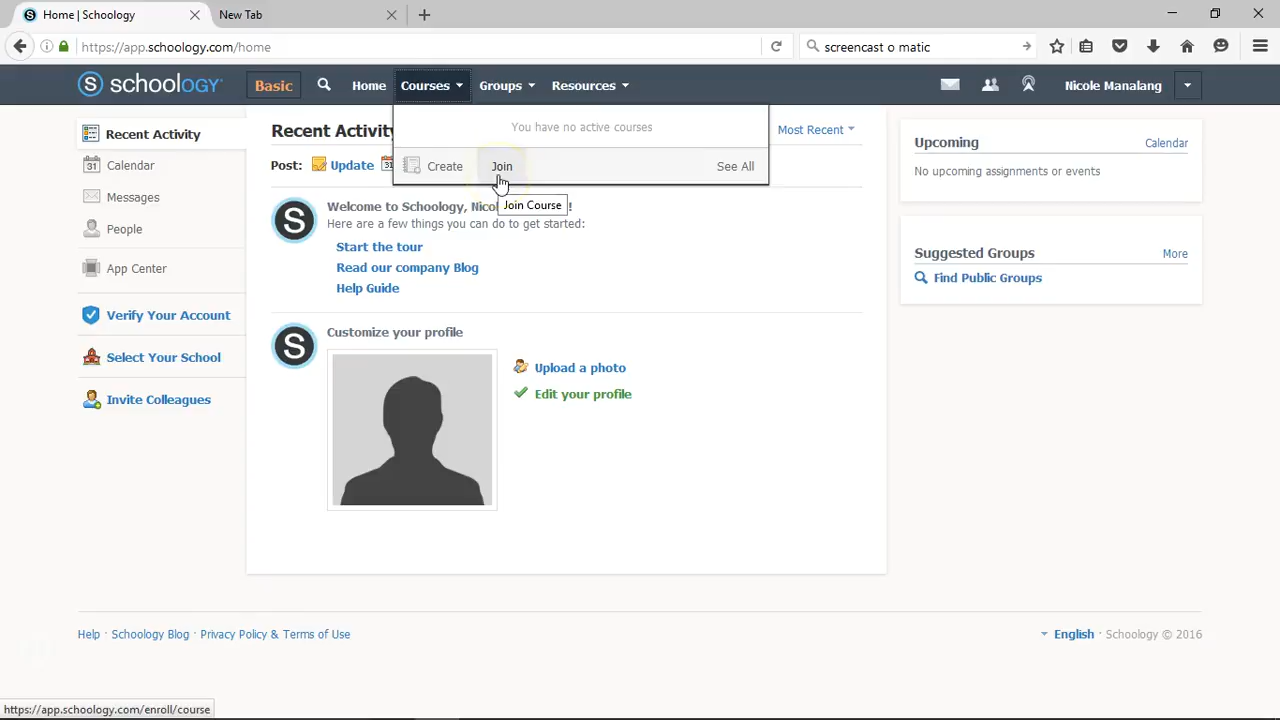 Home | Schoology
New Tab
https://app.schoology.com/home
screencast o matic
S schoology
Basic
Home
Courses
Groups
Resources
Nicole Manalang
Recent Activity
Calendar
31
Messages
People
App Center
Verify Your Account
Select Your School
Invite Colleagues
Recent Activity
Most Recent
Post: Update 31
You have no active courses
Create
Join
See All
Join Course
S
Welcome to Schoology, Nicol !
Here are a few things you can do to get started:
Start the tour
Read our company Blog
Help Guide
S
Customize your profile
Upload a photo
Edit your profile
Upcoming
Calendar
No upcoming assignments or events
Suggested Groups
More
Find Public Groups
Help · Schoology Blog · Privacy Policy & Terms of Use
English · Schoology © 2016
https://app.schoology.com/enroll/course